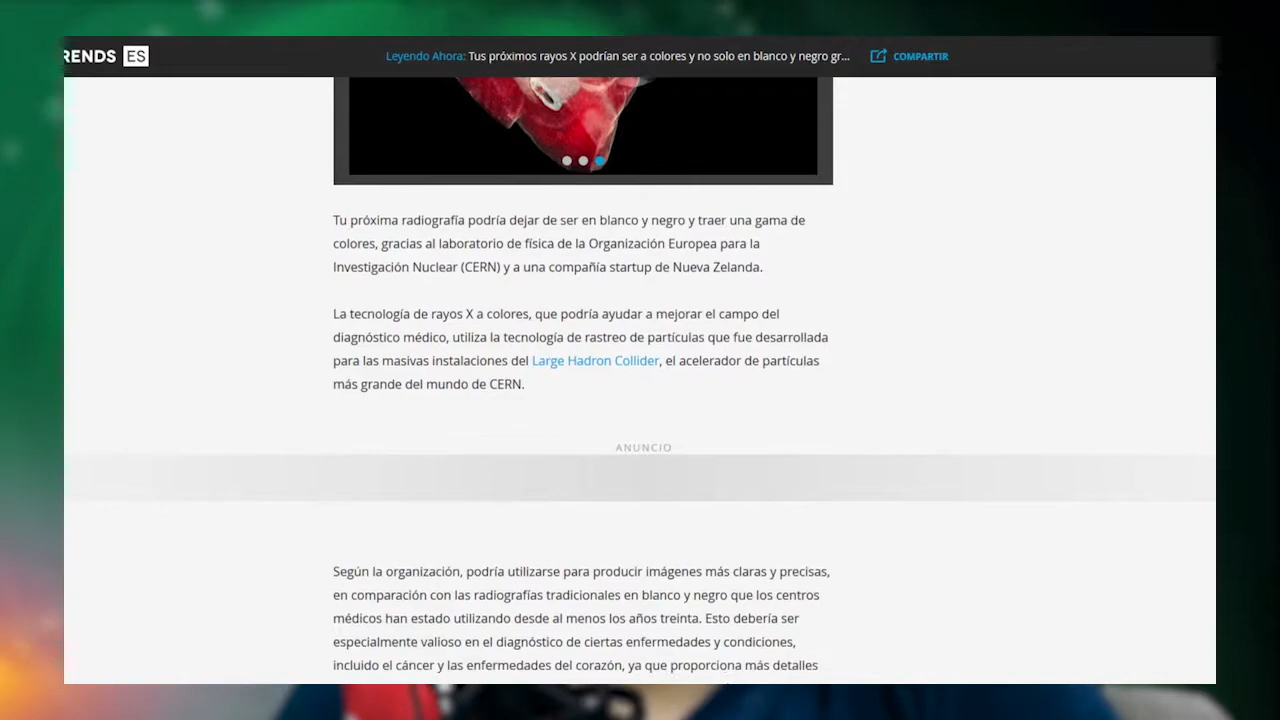 RENDS ES
Leyendo Ahora: Tus próximos rayos X podrían ser a colores y no solo en blanco y negro gr...
COMPARTIR
Tu próxima radiografía podría dejar de ser en blanco y negro y traer una gama de
colores, gracias al laboratorio de física de la Organización Europea para la
Investigación Nuclear (CERN) y a una compañía startup de Nueva Zelanda.
La tecnología de rayos X a colores, que podría ayudar a mejorar el campo del
diagnóstico médico, utiliza la tecnología de rastreo de partículas que fue desarrollada
para las masivas instalaciones del Large Hadron Collider, el acelerador de partículas
más grande del mundo de CERN.
ANUNCIO
Según la organización, podría utilizarse para producir imágenes más claras y precisas,
en comparación con las radiografías tradicionales en blanco y negro que los centros
médicos han estado utilizando desde al menos los años treinta. Esto debería ser
especialmente valioso en el diagnóstico de ciertas enfermedades y condiciones,
incluido el cáncer y las enfermedades del corazón, ya que proporciona más detalles